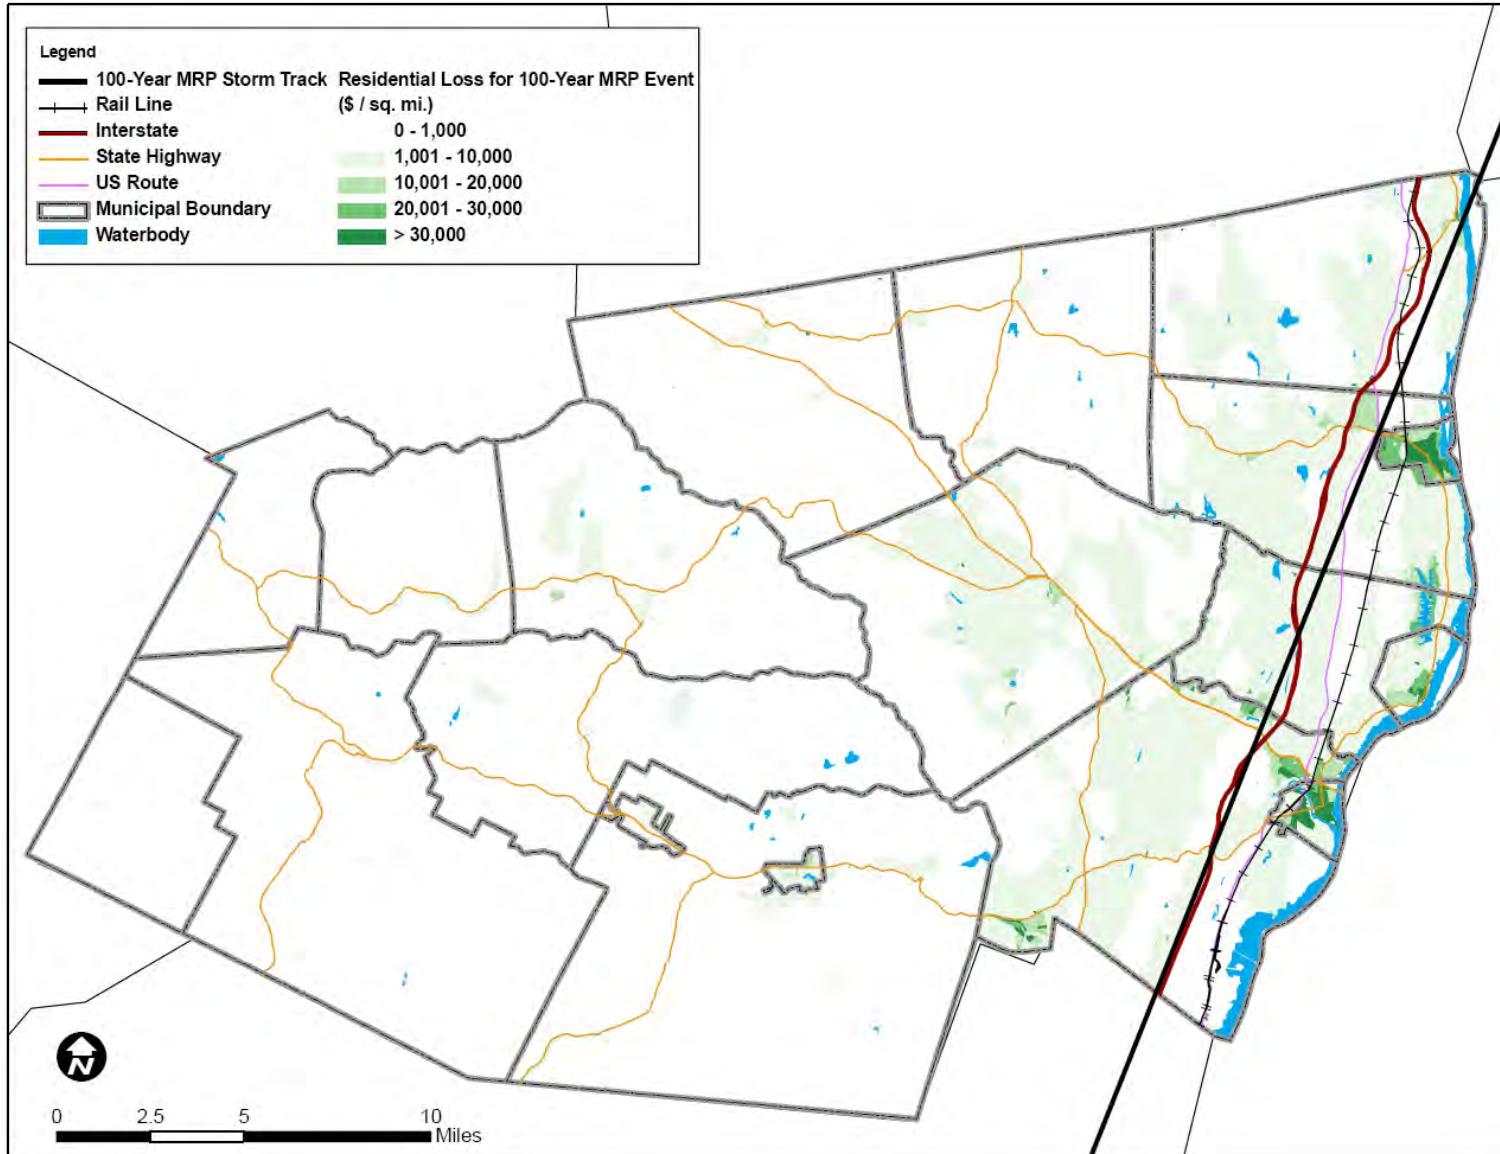 Legend
100-Year MRP Storm Track
Rail Line
Interstate
State Highway
US Route
Municipal Boundary
Waterbody
Residential Loss for 100-Year MRP Event
($ / sq. mi.)
0 - 1,000
1,001 - 10,000
10,001 - 20,000
20,001 - 30,000
> 30,000
N
0 2.5 5 10
Miles